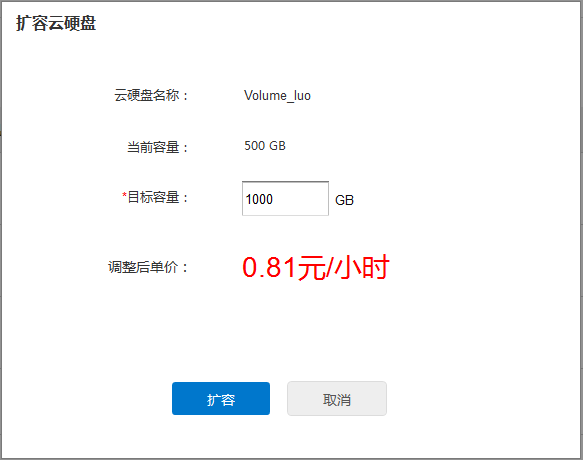 扩容云硬盘
云硬盘名称： Volume_luo
当前容量： 500 GB
*目标容量： 1000 GB
调整后单价： 0.81元/小时
扩容 取消